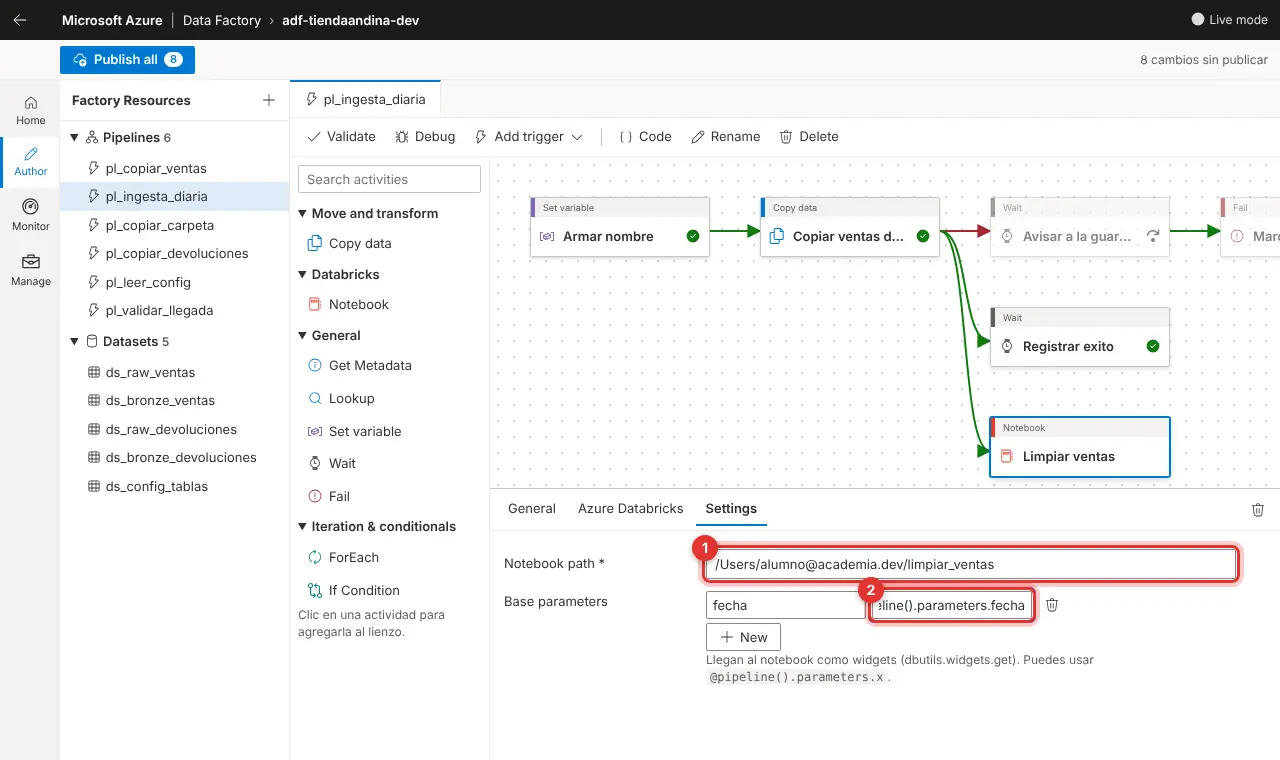 Microsoft Azure | Data Factory › adf-tiendaandina-dev
Live mode
Publish all 8
8 cambios sin publicar
Home
Author
Monitor
Manage
Factory Resources
Pipelines 6
pl_copiar_ventas
pl_ingesta_diaria
pl_copiar_carpeta
pl_copiar_devoluciones
pl_leer_config
pl_validar_llegada
Datasets 5
ds_raw_ventas
ds_bronze_ventas
ds_raw_devoluciones
ds_bronze_devoluciones
ds_config_tablas
pl_ingesta_diaria
Validate Debug Add trigger Code Rename Delete
Search activities
Move and transform
Copy data
Databricks
Notebook
General
Get Metadata
Lookup
Set variable
Wait
Fail
Iteration & conditionals
ForEach
If Condition
Clic en una actividad para
agregarla al lienzo.
Set variable
Armar nombre
Copy data
Copiar ventas d...
Wait
Avisar a la guar...
Fail
Marc
Wait
Registrar exito
Notebook
Limpiar ventas
General Azure Databricks Settings
1
Notebook path * /Users/alumno@academia.dev/limpiar_ventas
2
Base parameters fecha eline().parameters.fecha
New
Llegan al notebook como widgets (dbutils.widgets.get). Puedes usar
@pipeline().parameters.x .